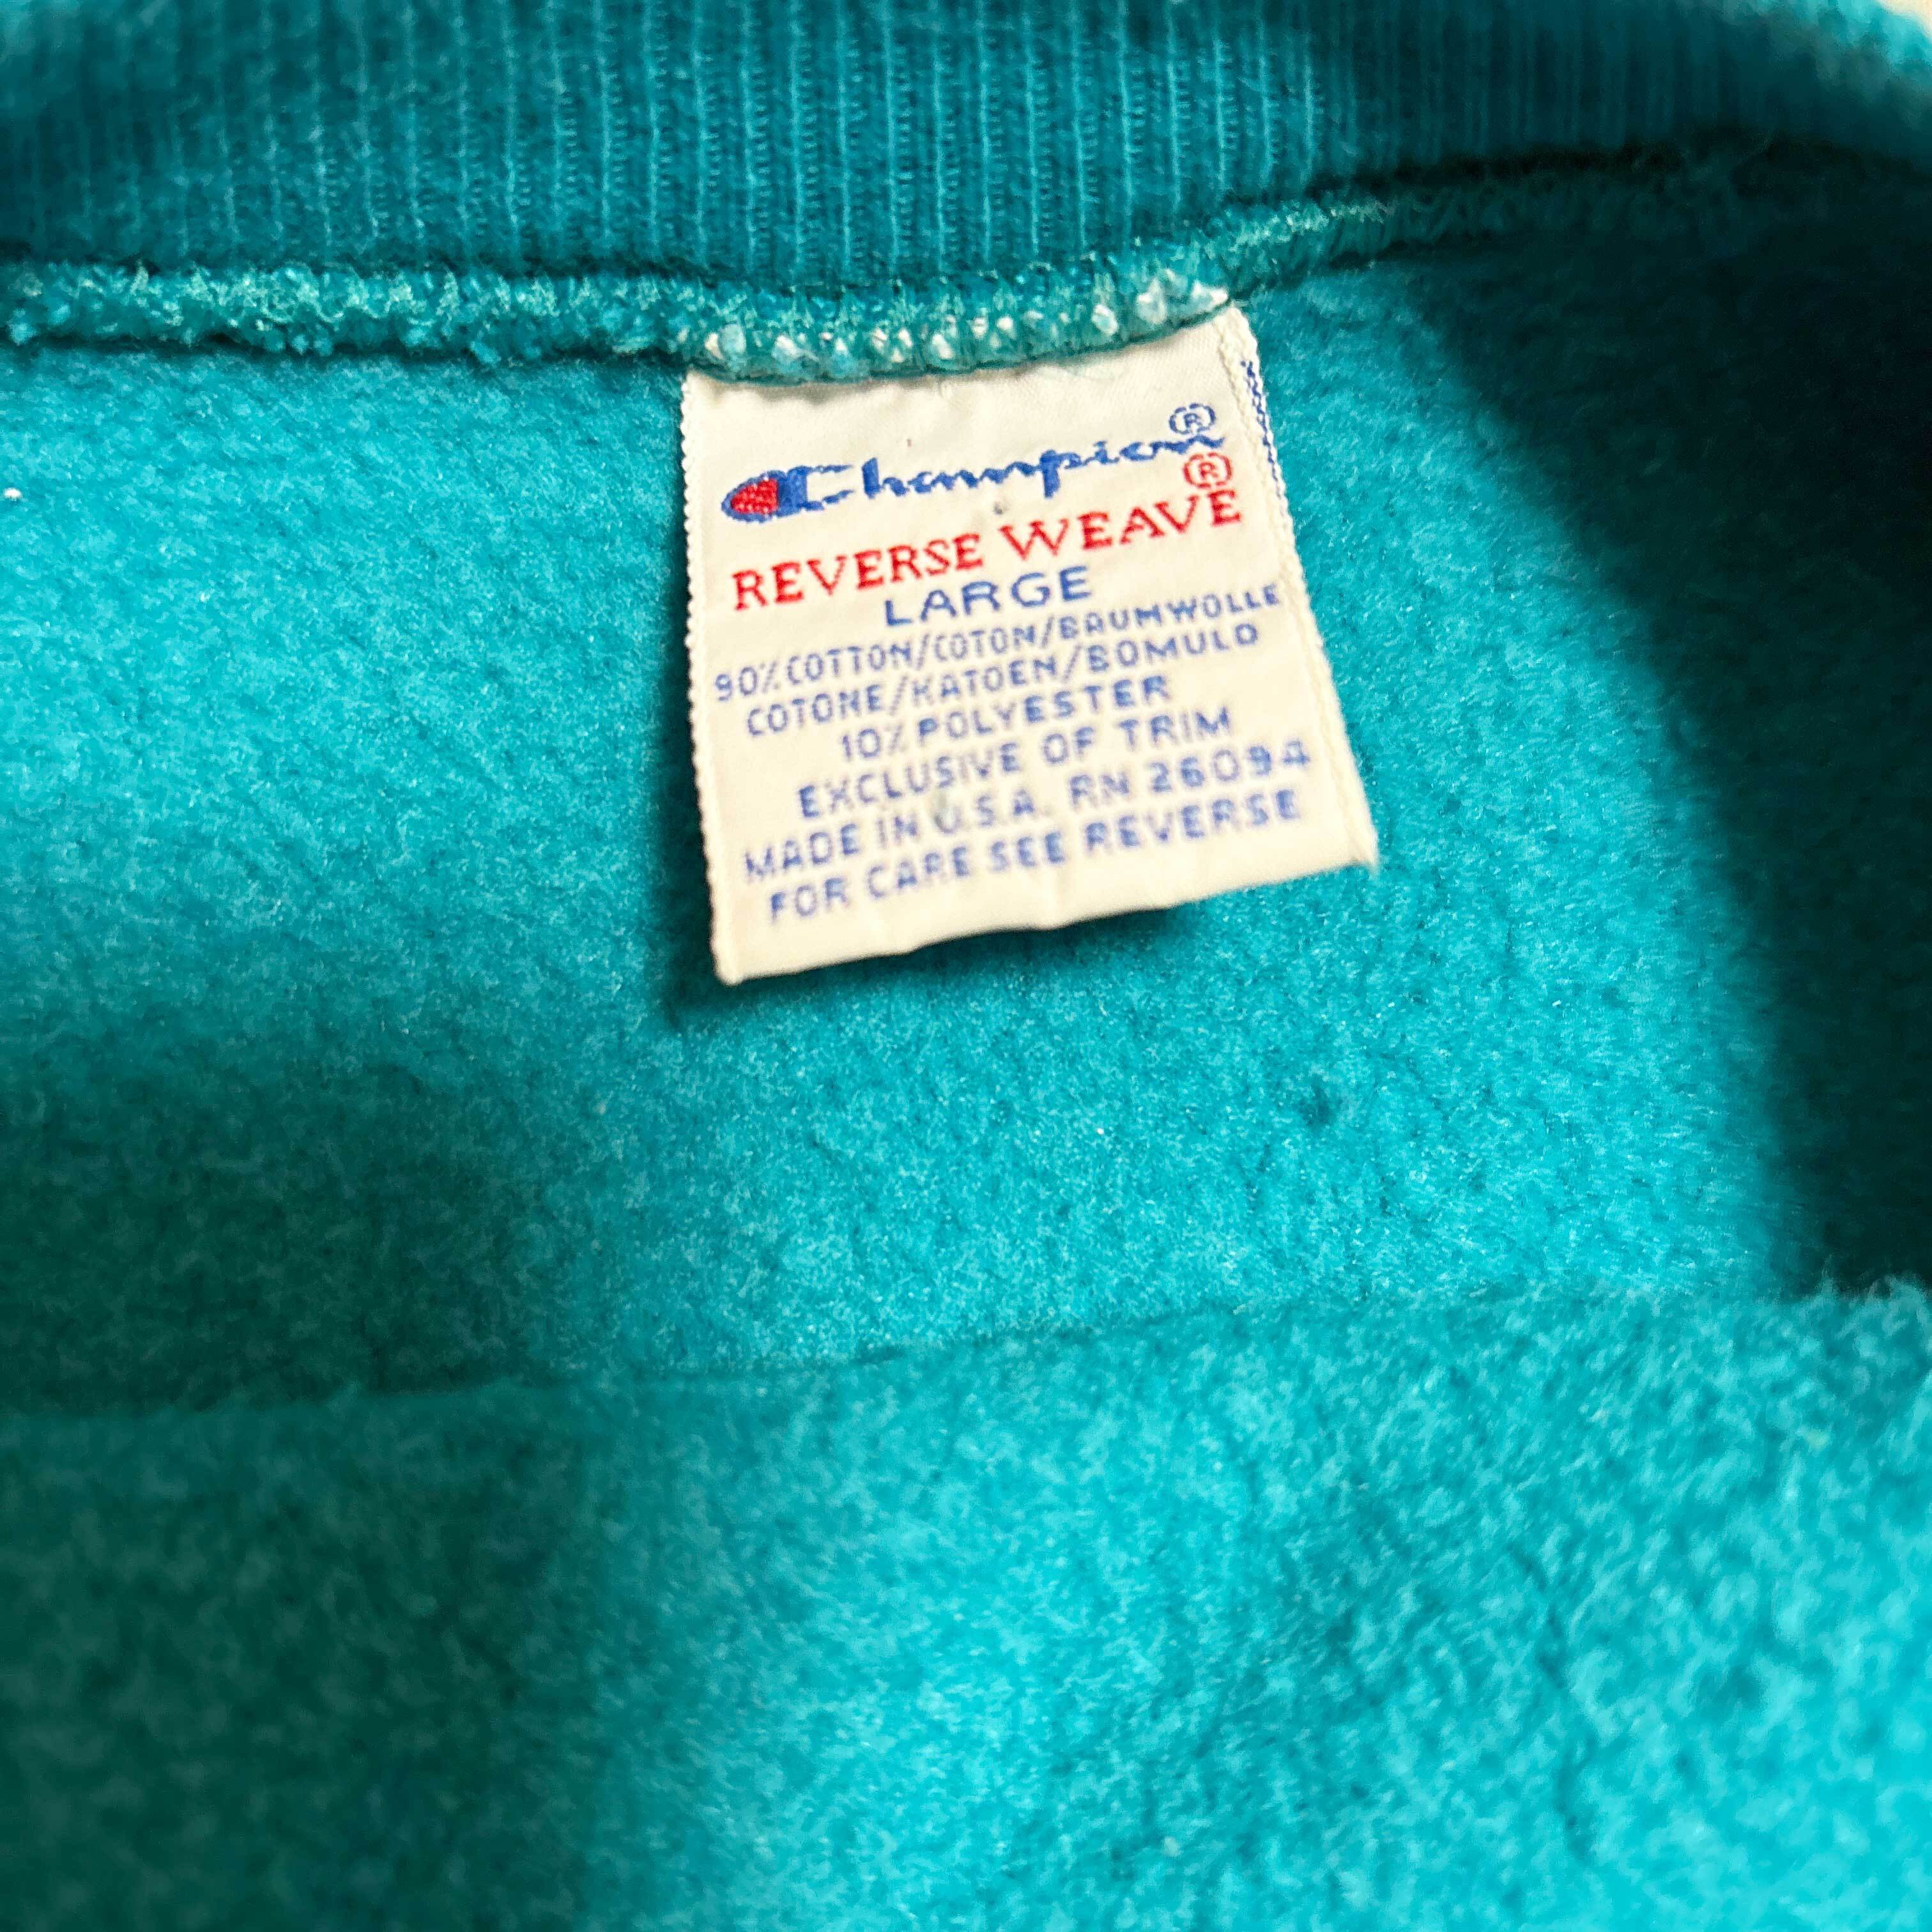 Champion®
REVERSE WEAVE®
LARGE
90% COTTON/COTON/BAUMWOLLE
COTONE/KATOEN/BOMULD
10% POLYESTER
EXCLUSIVE OF TRIM
MADE IN U.S.A. RN 26094
FOR CARE SEE REVERSE